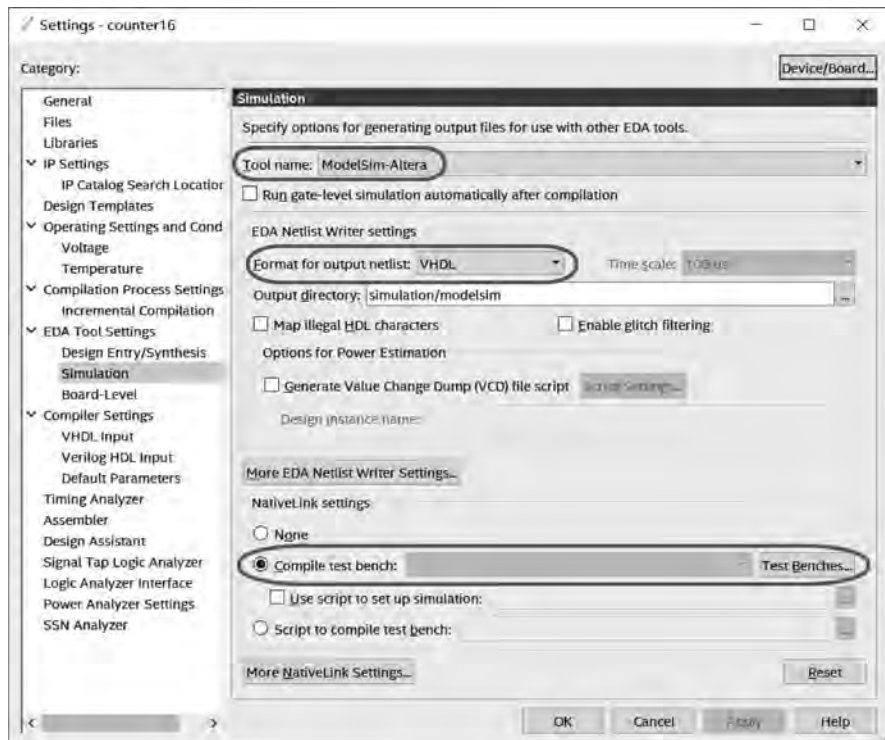 Settings - counter16
Category:
Device/Board...
General
Files
Libraries
IP Settings
IP Catalog Search Locatior
Design Templates
Operating Settings and Cond
Voltage
Temperature
Compilation Process Settings
Incremental Compilation
EDA Tool Settings
Design Entry/Synthesis
Simulation
Board-Level
Compiler Settings
VHDL Input
Verilog HDL Input
Default Parameters
Timing Analyzer
Assembler
Design Assistant
Signal Tap Logic Analyzer
Logic Analyzer Interface
Power Analyzer Settings
SSN Analyzer
Simulation
Specify options for generating output files for use with other EDA tools.
Tool name: ModelSim-Altera
Run gate-level simulation automatically after compilation
EDA Netlist Writer settings
Format for output netlist: VHDL
Time scale: 100 us
Output directory: simulation/modelsim
...
Map illegal HDL characters
Enable glitch filtering
Options for Power Estimation
Generate Value Change Dump (VCD) file script
Script Settings...
Design instance name:
More EDA Netlist Writer Settings...
NativeLink settings
None
Compile test bench:
Test Benches...
Use script to set up simulation:
...
Script to compile test bench:
...
More NativeLink Settings...
Reset
OK
Cancel
Apply
Help